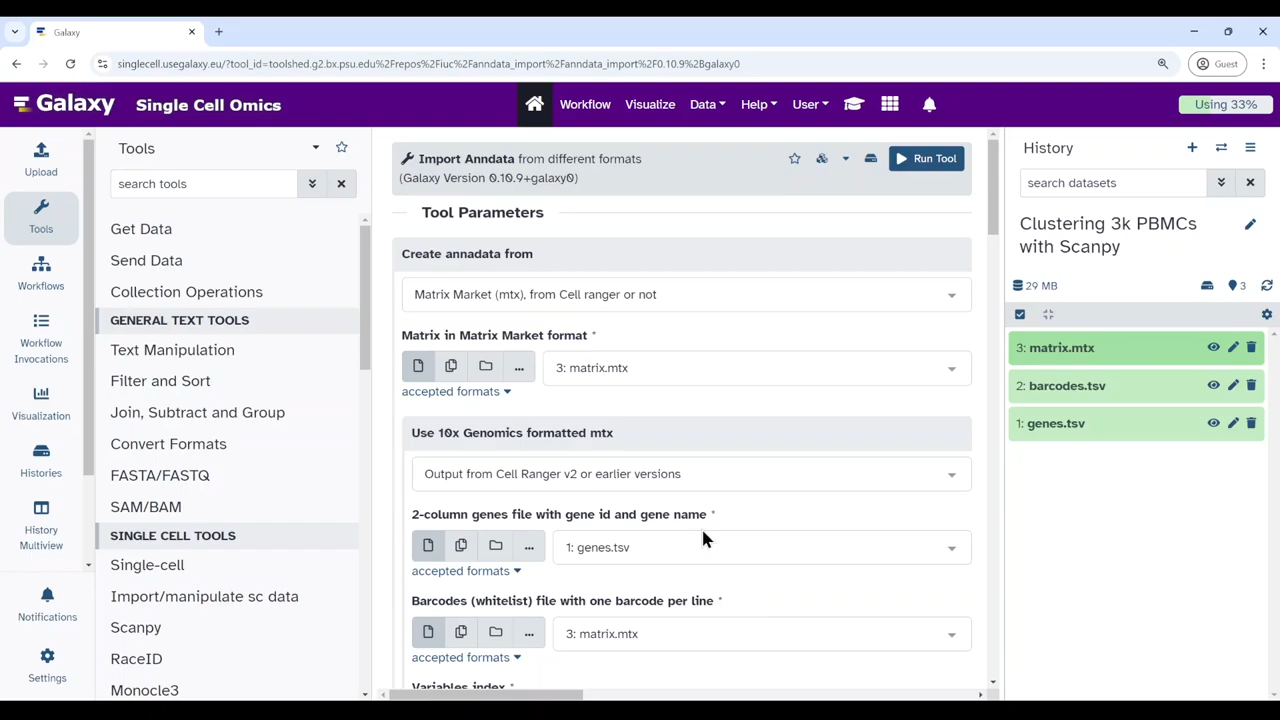 Galaxy
singlecell.usegalaxy.eu/?tool_id=toolshed.g2.bx.psu.edu%2Frepos%2Fiuc%2Fanndata_import%2Fanndata_import%2F0.10.9%2Bgalaxy0
Guest
Galaxy Single Cell Omics
Workflow Visualize Data Help User
Using 33%
Upload
Tools
Workflows
Workflow
Invocations
Visualization
Histories
History
Multiview
Notifications
Settings
Tools
search tools
Get Data
Send Data
Collection Operations
GENERAL TEXT TOOLS
Text Manipulation
Filter and Sort
Join, Subtract and Group
Convert Formats
FASTA/FASTQ
SAM/BAM
SINGLE CELL TOOLS
Single-cell
Import/manipulate sc data
Scanpy
RaceID
Monocle3
Import Anndata from different formats
(Galaxy Version 0.10.9+galaxy0)
Run Tool
Tool Parameters
Create annadata from
Matrix Market (mtx), from Cell ranger or not
Matrix in Matrix Market format *
3: matrix.mtx
accepted formats
Use 10x Genomics formatted mtx
Output from Cell Ranger v2 or earlier versions
2-column genes file with gene id and gene name *
1: genes.tsv
accepted formats
Barcodes (whitelist) file with one barcode per line *
3: matrix.mtx
accepted formats
Variables index *
History
search datasets
Clustering 3k PBMCs
with Scanpy
29 MB
3
3: matrix.mtx
2: barcodes.tsv
1: genes.tsv